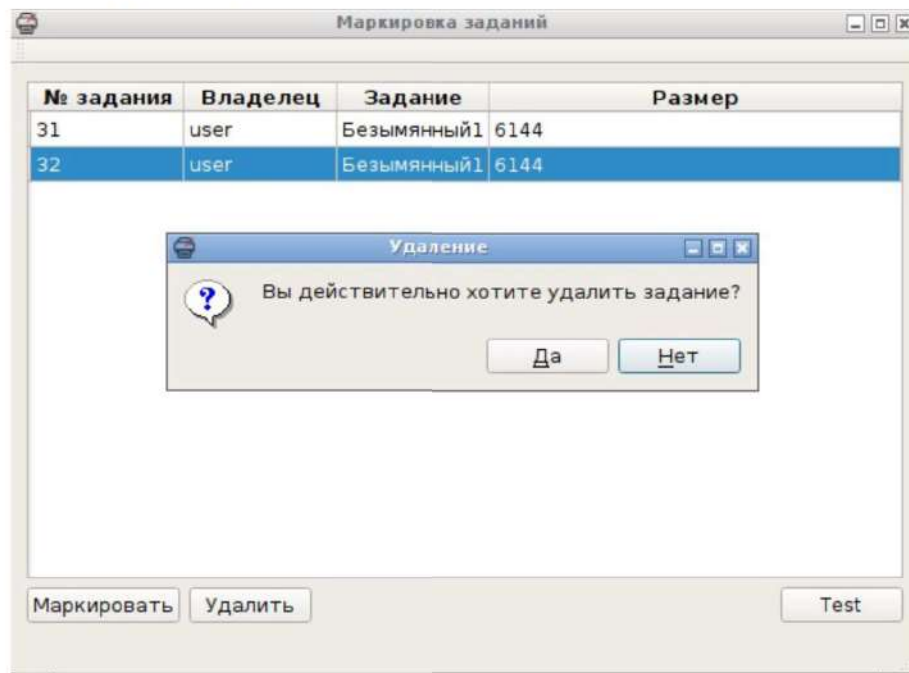 Маркировка заданий
№ задания Владелец Задание Размер
31 user Безымянный1 6144
32 user Безымянный1 6144
Удаление
Вы действительно хотите удалить задание?
Да Нет
Маркировать Удалить Test